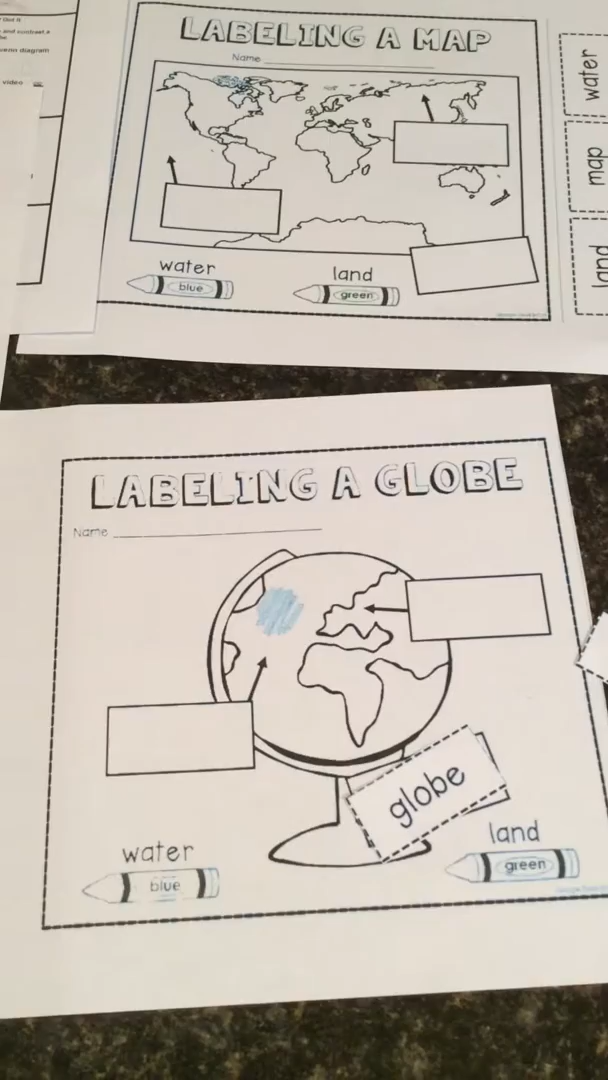 and contrast a
venn diagram
video
LABELING A MAP
Name
water
land
blue
green
water
map
land
LABELING A GLOBE
Name
globe
water
land
blue
green